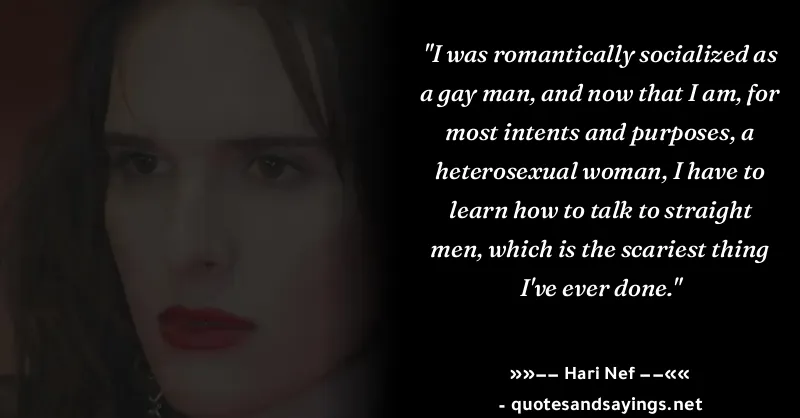 "I was romantically socialized as
a gay man, and now that I am, for
most intents and purposes, a
heterosexual woman, I have to
learn how to talk to straight
men, which is the scariest thing
I've ever done."
»»−− Hari Nef −−««
- quotesandsayings.net